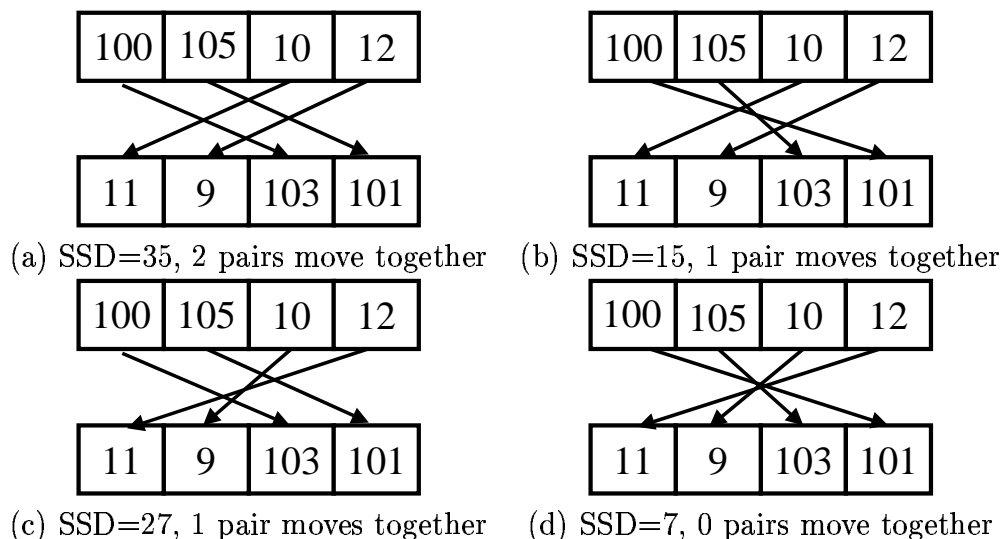 100 105 10 12
11 9 103 101
(a) SSD=35, 2 pairs move together
100 105 10 12
11 9 103 101
(b) SSD=15, 1 pair moves together
100 105 10 12
11 9 103 101
(c) SSD=27, 1 pair moves together
100 105 10 12
11 9 103 101
(d) SSD=7, 0 pairs move together